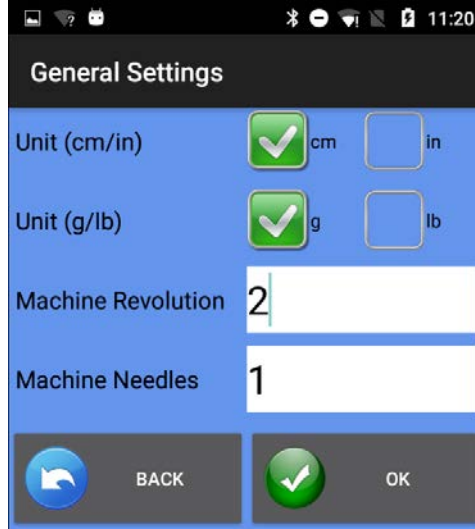 11:20
General Settings
Unit (cm/in) cm in
Unit (g/lb) g lb
Machine Revolution 2
Machine Needles 1
BACK OK